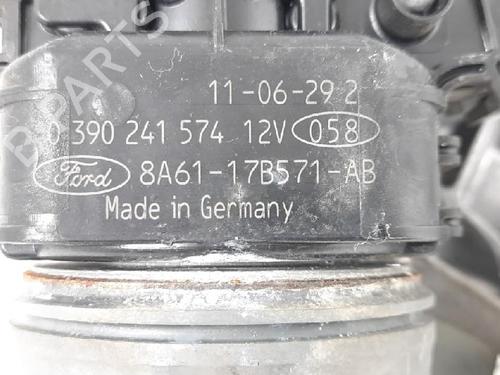 11-06-29 2
0 390 241 574 12V 058
Ford 8A61-17B571-AB
Made in Germany
B-PARTS